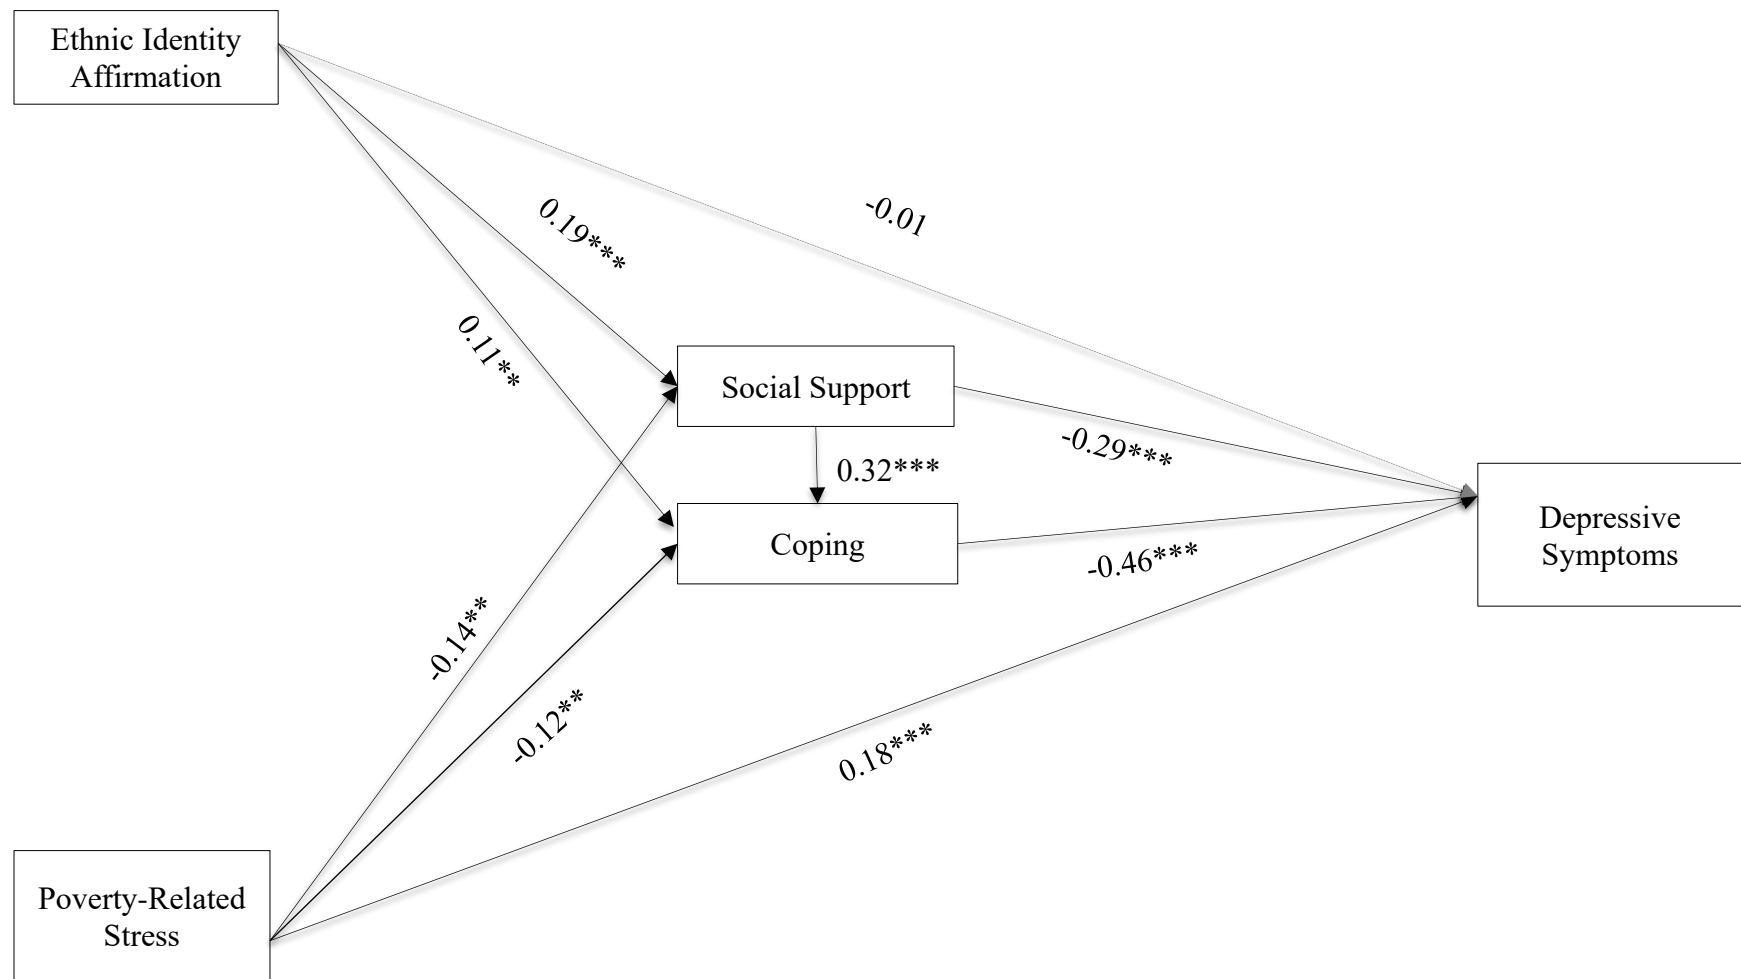 Ethnic Identity
Affirmation
-0.01
0.19***
0.11**
Social Support
-0.29***
0.32***
Depressive
Symptoms
Coping
-0.46***
-0.14**
-0.12**
0.18***
Poverty-Related
Stress